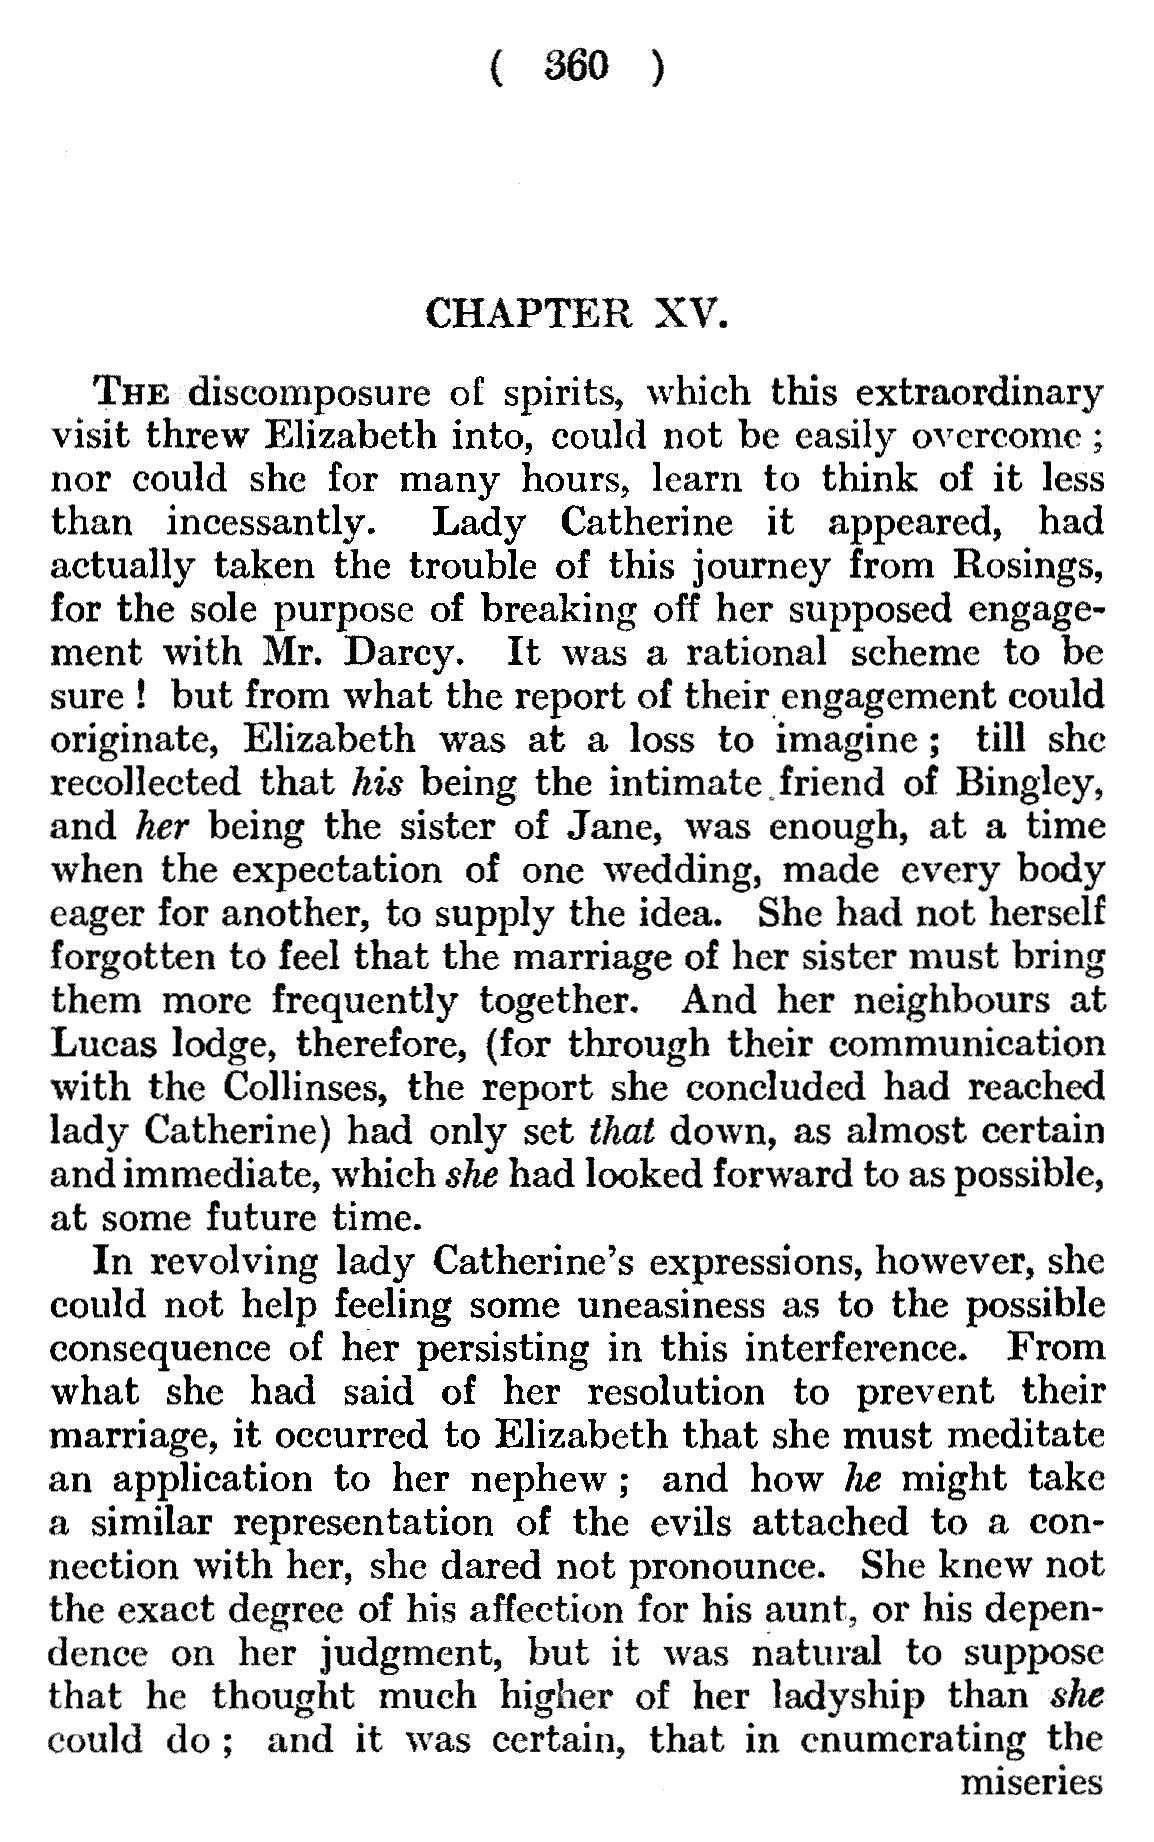 ( 360 )
CHAPTER XV.
THE discomposure of spirits, which this extraordinary
visit threw Elizabeth into, could not be easily overcome ;
nor could she for many hours, learn to think of it less
than incessantly. Lady Catherine it appeared, had
actually taken the trouble of this journey from Rosings,
for the sole purpose of breaking off her supposed engage-
ment with Mr. Darcy. It was a rational scheme to be
sure ! but from what the report of their engagement could
originate, Elizabeth was at a loss to imagine ; till she
recollected that his being the intimate friend of Bingley,
and her being the sister of Jane, was enough, at a time
when the expectation of one wedding, made every body
eager for another, to supply the idea. She had not herself
forgotten to feel that the marriage of her sister must bring
them more frequently together. And her neighbours at
Lucas lodge, therefore, (for through their communication
with the Collinses, the report she concluded had reached
lady Catherine) had only set that down, as almost certain
and immediate, which she had looked forward to as possible,
at some future time.
In revolving lady Catherine's expressions, however, she
could not help feeling some uneasiness as to the possible
consequence of her persisting in this interference. From
what she had said of her resolution to prevent their
marriage, it occurred to Elizabeth that she must meditate
an application to her nephew ; and how he might take
a similar representation of the evils attached to a con-
nection with her, she dared not pronounce. She knew not
the exact degree of his affection for his aunt, or his depen-
dence on her judgment, but it was natural to suppose
that he thought much higher of her ladyship than she
could do ; and it was certain, that in enumerating the
miseries